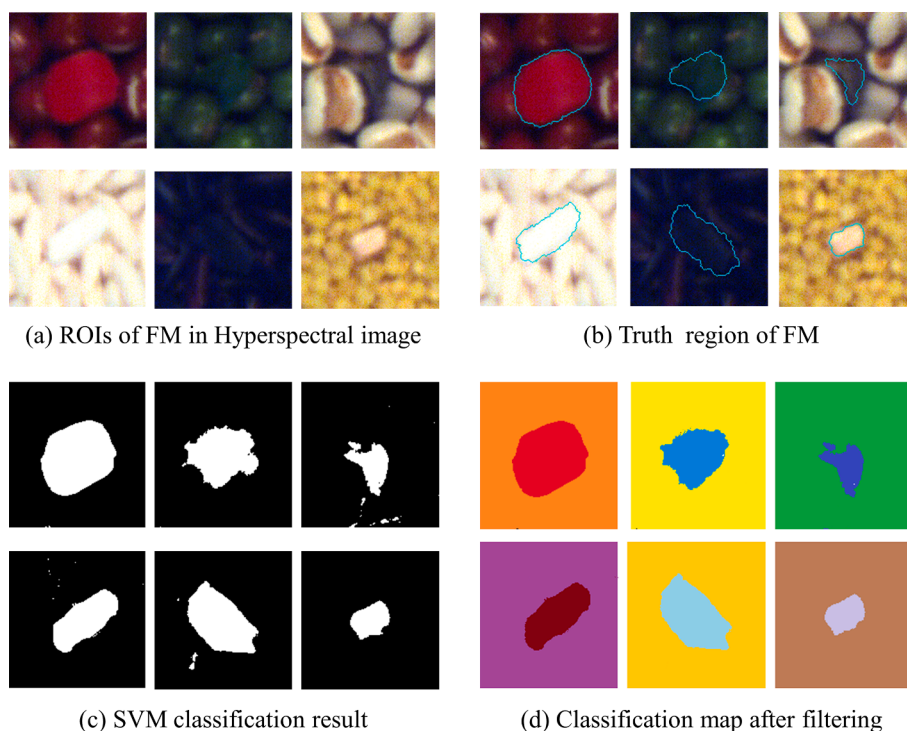 (a) ROIs of FM in Hyperspectral image
(b) Truth region of FM
(c) SVM classification result
(d) Classification map after filtering